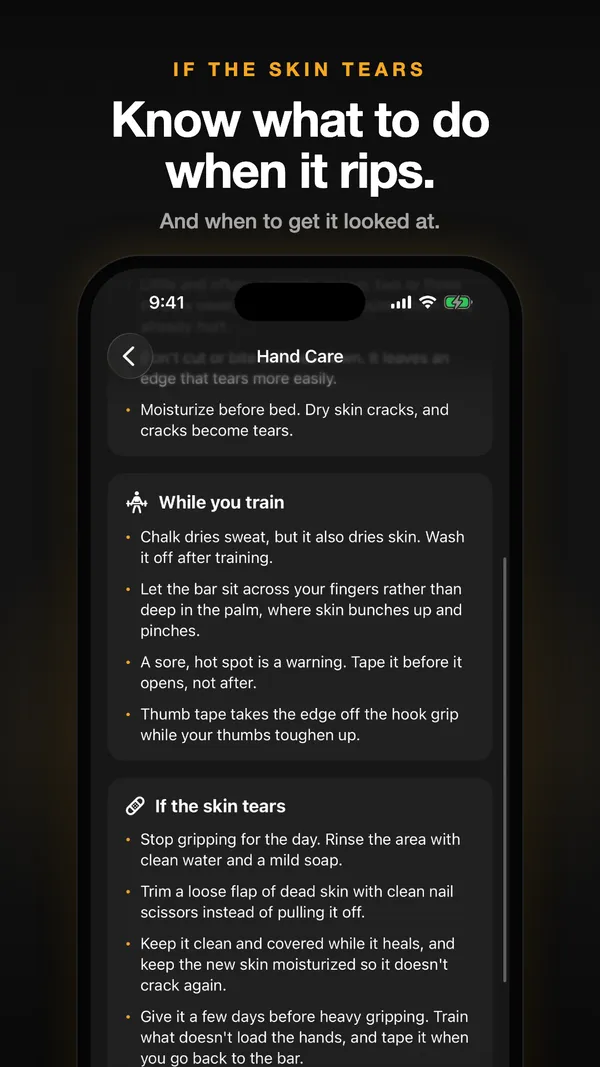 IF THE SKIN TEARS
Know what to do
when it rips.
And when to get it looked at.
9:41
already hurt.
Hand Care
edge that tears more easily.
• Moisturize before bed. Dry skin cracks, and
cracks become tears.
While you train
• Chalk dries sweat, but it also dries skin. Wash
it off after training.
• Let the bar sit across your fingers rather than
deep in the palm, where skin bunches up and
pinches.
• A sore, hot spot is a warning. Tape it before it
opens, not after.
• Thumb tape takes the edge off the hook grip
while your thumbs toughen up.
If the skin tears
• Stop gripping for the day. Rinse the area with
clean water and a mild soap.
• Trim a loose flap of dead skin with clean nail
scissors instead of pulling it off.
• Keep it clean and covered while it heals, and
keep the new skin moisturized so it doesn't
crack again.
• Give it a few days before heavy gripping. Train
what doesn't load the hands, and tape it when
you go back to the bar.